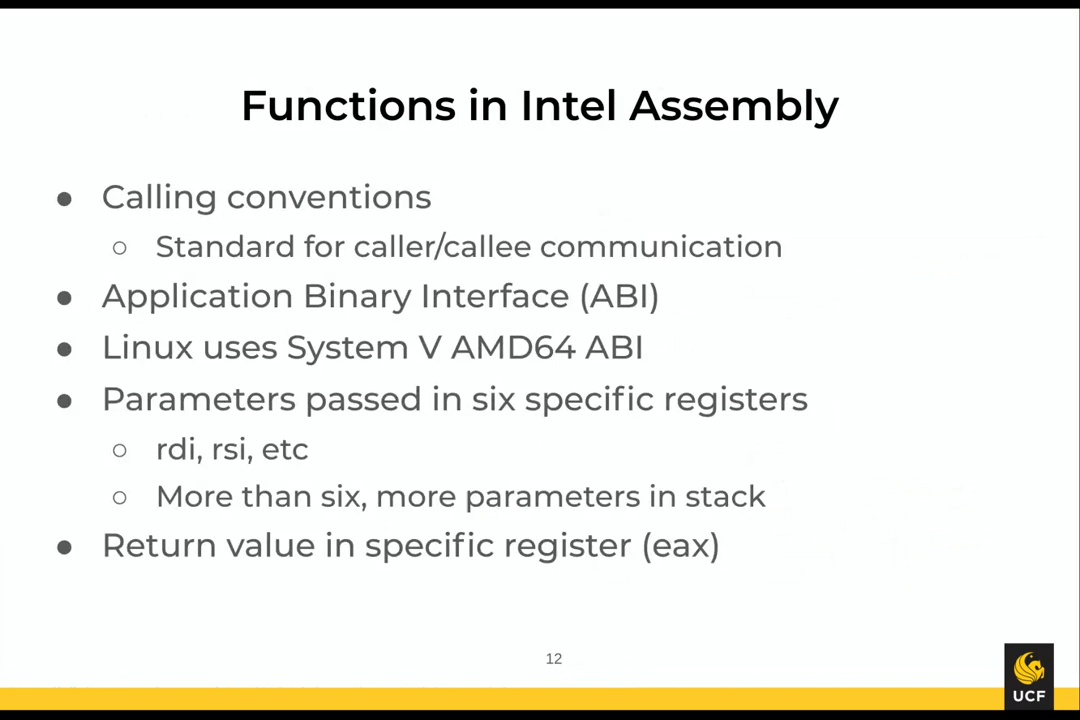 Functions in Intel Assembly
● Calling conventions
○ Standard for caller/callee communication
● Application Binary Interface (ABI)
● Linux uses System V AMD64 ABI
● Parameters passed in six specific registers
○ rdi, rsi, etc
○ More than six, more parameters in stack
● Return value in specific register (eax)
12
UCF